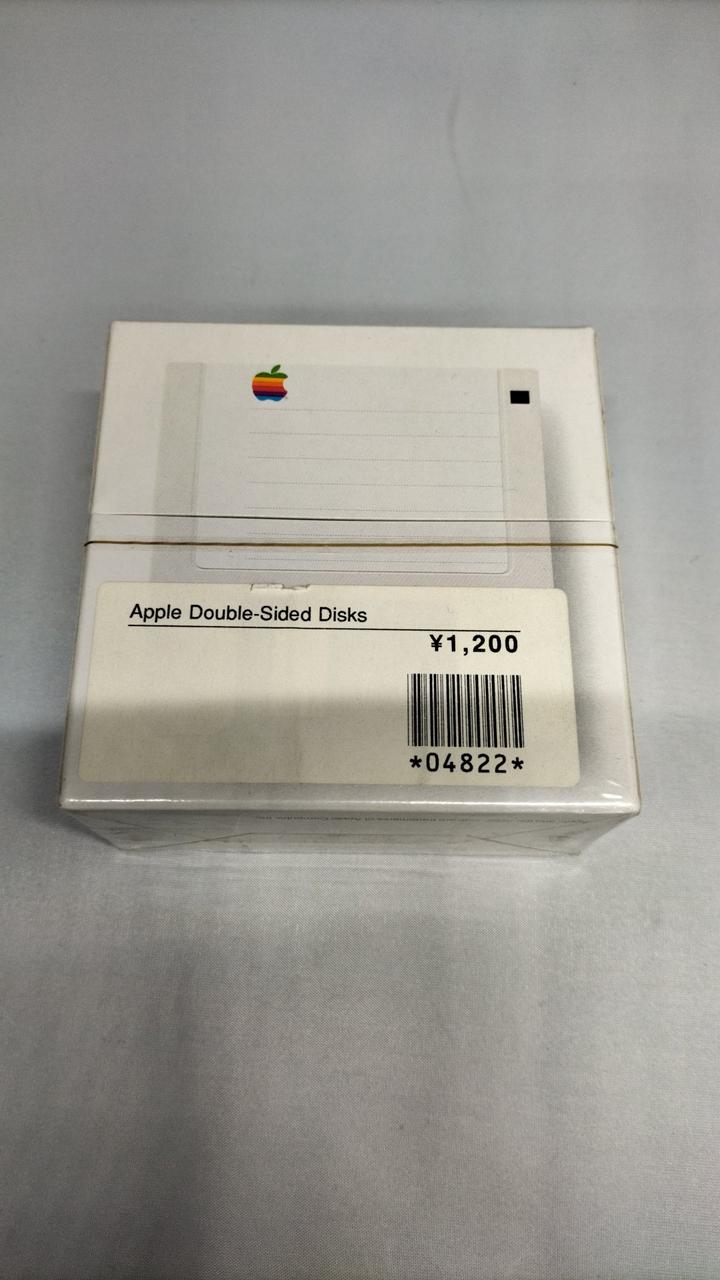 Apple Double-Sided Disks
¥1,200
*04822*